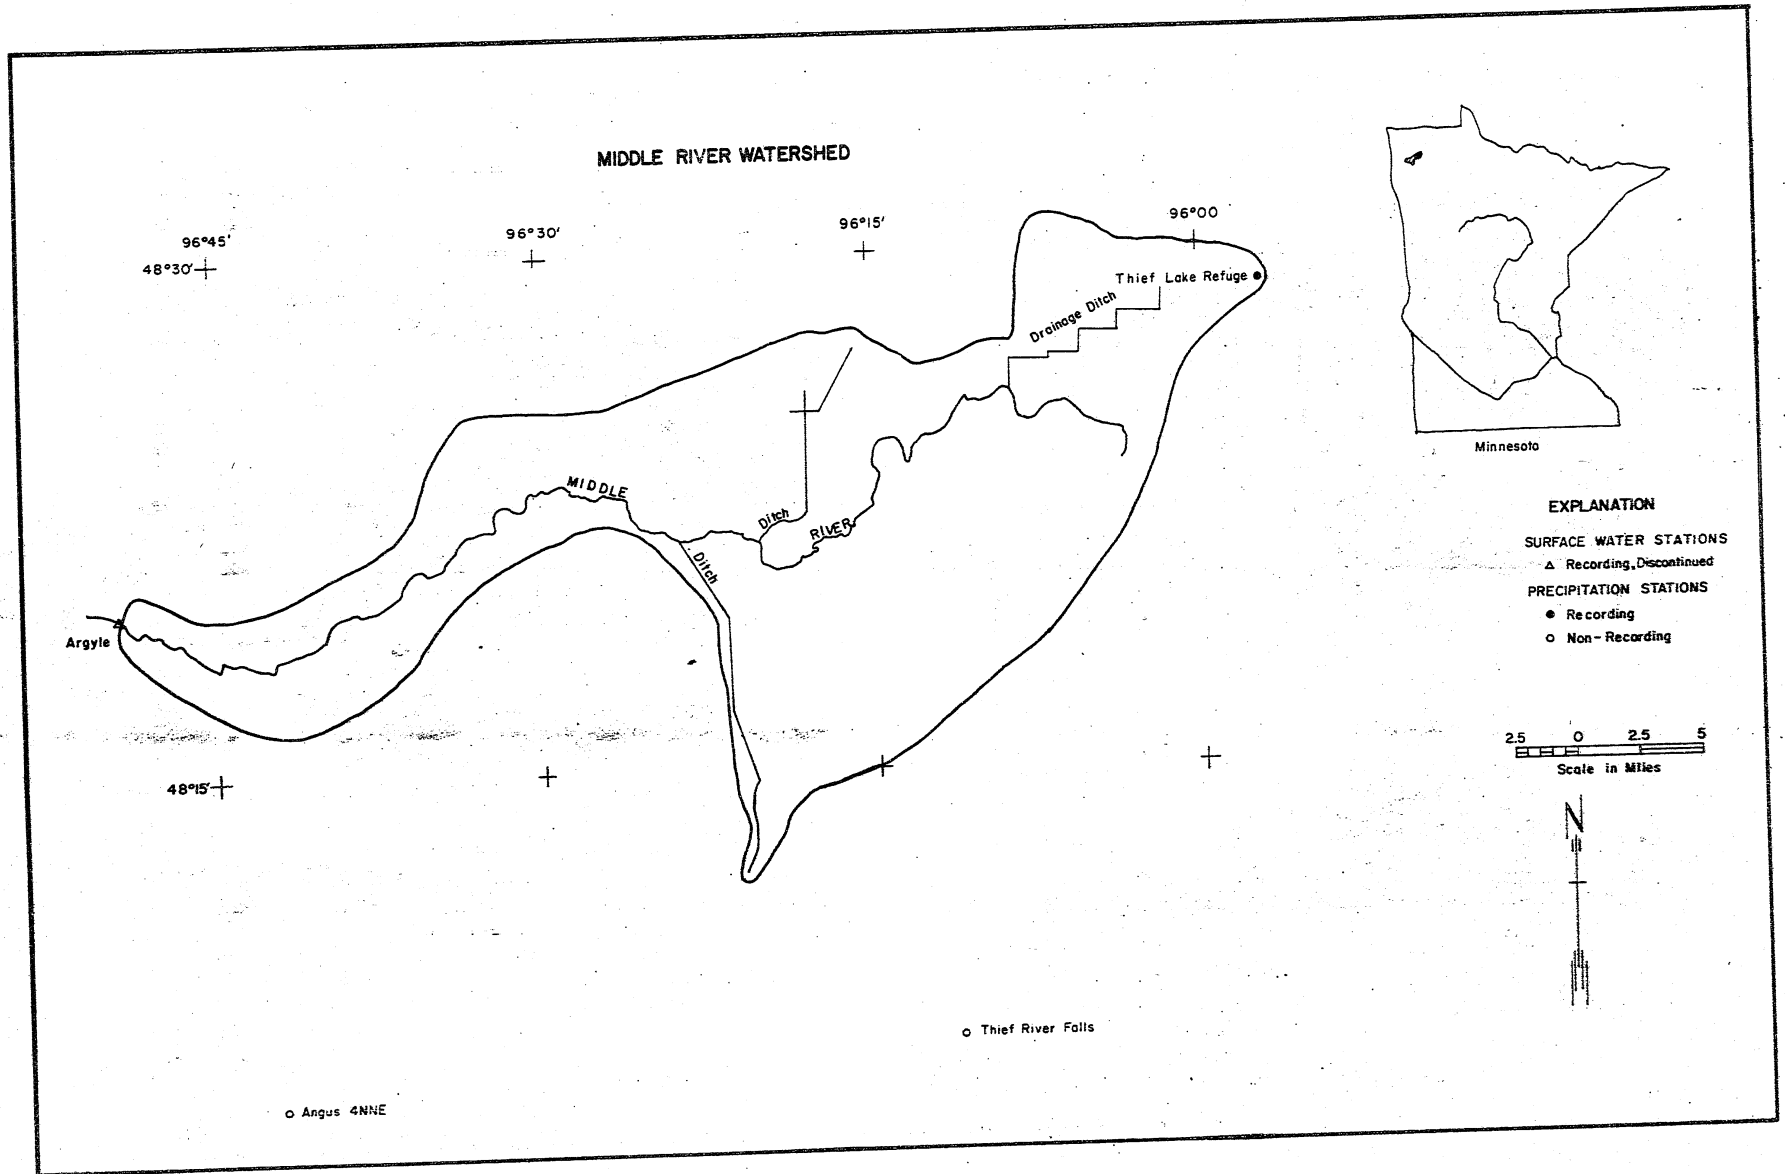 MIDDLE RIVER WATERSHED
96°45'
96°30'
96°15'
96°00
48°30'
Thief Lake Refuge
Drainage Ditch
MIDDLE
RIVER
Ditch
Ditch
Argyle
48°15'
Thief River Falls
Angus 4NNE
Minnesota
EXPLANATION
SURFACE WATER STATIONS
Recording, Discontinued
PRECIPITATION STATIONS
Recording
Non-Recording
2.5 0 2.5 5
Scale in Miles
N